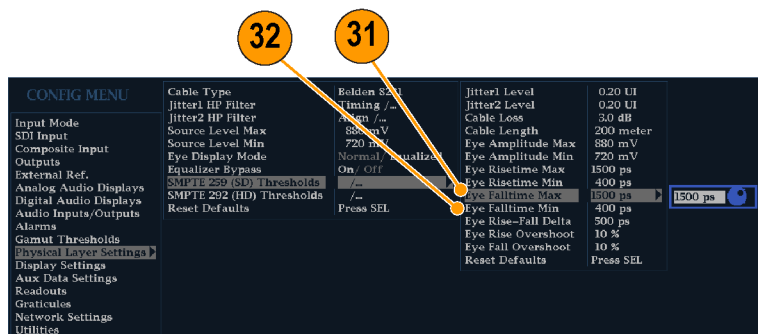 32
31
CONFIG MENU
Input Mode
SDI Input
Composite Input
Outputs
External Ref.
Analog Audio Displays
Digital Audio Displays
Audio Inputs/Outputs
Alarms
Gamut Thresholds
Physical Layer Settings
Display Settings
Aux Data Settings
Readouts
Graticules
Network Settings
Utilities
Cable Type Belden
Jitter1 HP Filter Timing /...
Jitter2 HP Filter Align /...
Source Level Max 880 mV
Source Level Min 720 mV
Eye Display Mode Normal/ Equalized
Equalizer Bypass On/ Off
SMPTE 259 (SD) Thresholds /...
SMPTE 292 (HD) Thresholds /...
Reset Defaults Press SEL
Jitter1 Level 0.20 UI
Jitter2 Level 0.20 UI
Cable Loss 3.0 dB
Cable Length 200 meter
Eye Amplitude Max 880 mV
Eye Amplitude Min 720 mV
Eye Risetime Max 1500 ps
Eye Risetime Min 400 ps
Eye Falltime Max 1500 ps
Eye Falltime Min 400 ps
Eye Rise-Fall Delta 500 ps
Eye Rise Overshoot 10 %
Eye Fall Overshoot 10 %
Reset Defaults Press SEL
1500 ps